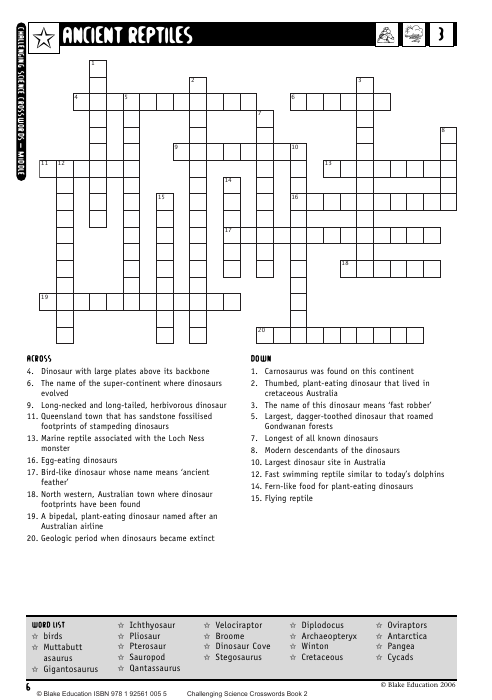 ANCIENT REPTILES
3
CHALLENGING SCIENCE CROSSWORDS – MIDDLE
1
2
3
4
5
6
7
8
9
10
11
12
13
14
15
16
17
18
19
20
ACROSS
4. Dinosaur with large plates above its backbone
6. The name of the super-continent where dinosaurs
evolved
9. Long-necked and long-tailed, herbivorous dinosaur
11. Queensland town that has sandstone fossilised
footprints of stampeding dinosaurs
13. Marine reptile associated with the Loch Ness
monster
16. Egg-eating dinosaurs
17. Bird-like dinosaur whose name means 'ancient
feather'
18. North western, Australian town where dinosaur
footprints have been found
19. A bipedal, plant-eating dinosaur named after an
Australian airline
20. Geologic period when dinosaurs became extinct
DOWN
1. Carnosaurus was found on this continent
2. Thumbed, plant-eating dinosaur that lived in
cretaceous Australia
3. The name of this dinosaur means 'fast robber'
5. Largest, dagger-toothed dinosaur that roamed
Gondwanan forests
7. Longest of all known dinosaurs
8. Modern descendants of the dinosaurs
10. Largest dinosaur site in Australia
12. Fast swimming reptile similar to today's dolphins
14. Fern-like food for plant-eating dinosaurs
15. Flying reptile
WORD LIST
☆ birds
☆ Muttabutt
asaurus
☆ Gigantosaurus
☆ Ichthyosaur
☆ Pliosaur
☆ Pterosaur
☆ Sauropod
☆ Qantassaurus
☆ Velociraptor
☆ Broome
☆ Dinosaur Cove
☆ Stegosaurus
☆ Diplodocus
☆ Archaeopteryx
☆ Winton
☆ Cretaceous
☆ Oviraptors
☆ Antarctica
☆ Pangea
☆ Cycads
6
© Blake Education 2006
© Blake Education ISBN 978 1 92561 005 5 Challenging Science Crosswords Book 2